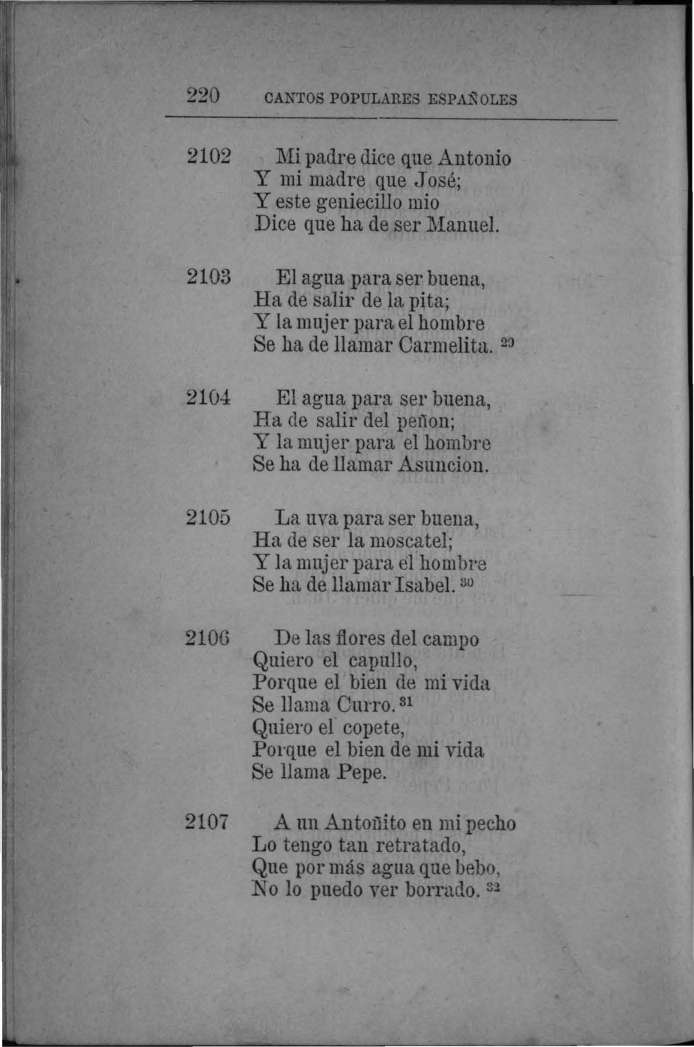 220 CANTOS POPULARES ESPAÑOLES
2102 Mi padre dice que Antonio
Y mi madre que José;
Y este geniecillo mio
Dice que ha de ser Manuel.
2103 El agua para ser buena,
Ha de salir de la pita;
Y la mujer para el hombre
Se ha de llamar Carmelita. 29
2104 El agua para ser buena,
Ha de salir del peñon;
Y la mujer para el hombre
Se ha de llamar Asuncion.
2105 La uva para ser buena,
Ha de ser la moscatel;
Y la mujer para el hombre
Se ha de llamar Isabel. 30
2106 De las flores del campo
Quiero el capullo,
Porque el bien de mi vida
Se llama Curro. 31
Quiero el copete,
Porque el bien de mi vida
Se llama Pepe.
2107 A un Antoñito en mi pecho
Lo tengo tan retratado,
Que por más agua que bebo,
No lo puedo ver borrado. 32